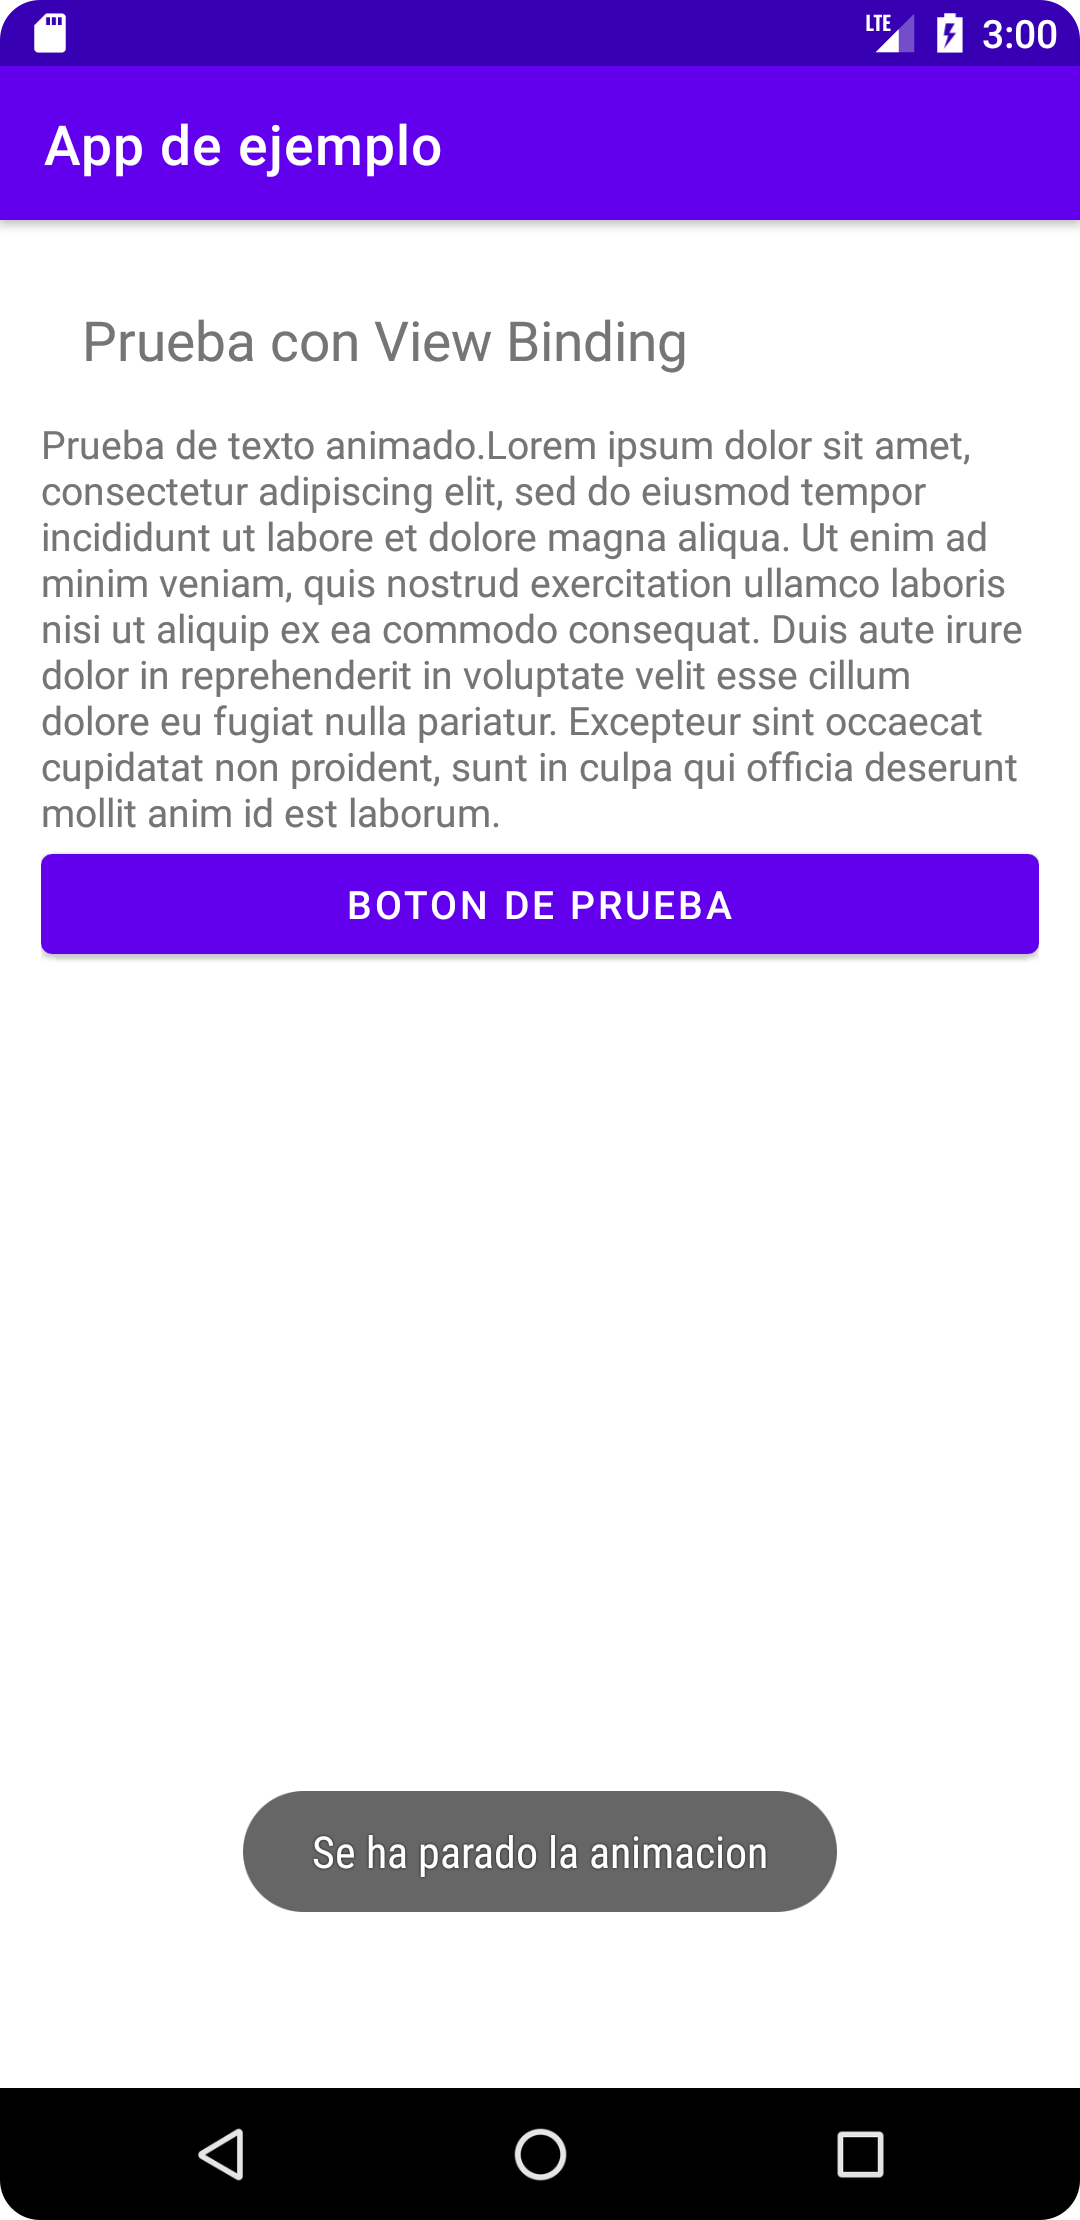 LTE 3:00
App de ejemplo
Prueba con View Binding
Prueba de texto animado.Lorem ipsum dolor sit amet,
consectetur adipiscing elit, sed do eiusmod tempor
incididunt ut labore et dolore magna aliqua. Ut enim ad
minim veniam, quis nostrud exercitation ullamco laboris
nisi ut aliquip ex ea commodo consequat. Duis aute irure
dolor in reprehenderit in voluptate velit esse cillum
dolore eu fugiat nulla pariatur. Excepteur sint occaecat
cupidatat non proident, sunt in culpa qui officia deserunt
mollit anim id est laborum.
BOTON DE PRUEBA
Se ha parado la animacion